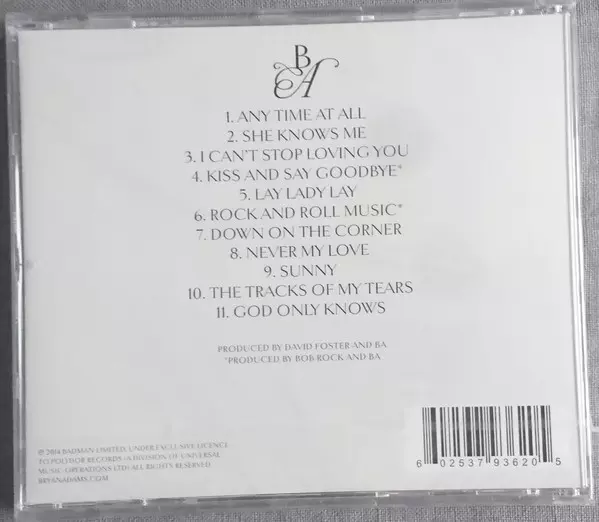 BA
1. ANY TIME AT ALL
2. SHE KNOWS ME
3. I CAN'T STOP LOVING YOU
4. KISS AND SAY GOODBYE*
5. LAY LADY LAY
6. ROCK AND ROLL MUSIC*
7. DOWN ON THE CORNER
8. NEVER MY LOVE
9. SUNNY
10. THE TRACKS OF MY TEARS
11. GOD ONLY KNOWS
PRODUCED BY DAVID FOSTER AND BA
*PRODUCED BY BOB ROCK AND BA
℗ 2014 BADMAN LIMITED, UNDER EXCLUSIVE LICENCE
TO POLYDOR RECORDS - A DIVISION OF UNIVERSAL
MUSIC OPERATIONS LTD. ALL RIGHTS RESERVED
BRYANADAMS.COM
6 02537 93620 5